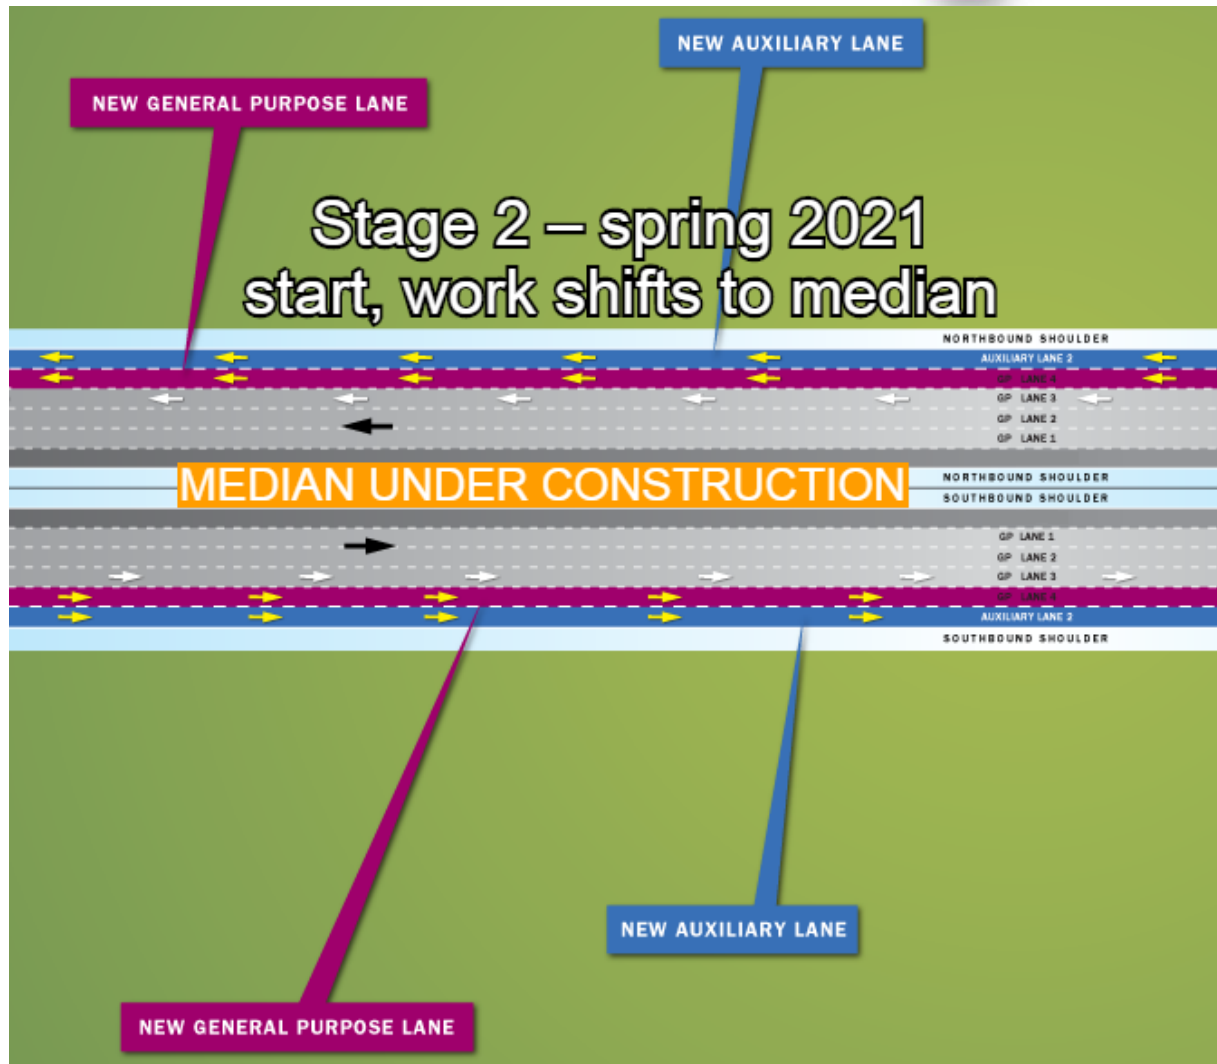 NEW AUXILIARY LANE
NEW GENERAL PURPOSE LANE
Stage 2 – spring 2021
start, work shifts to median
NORTHBOUND SHOULDER
AUXILIARY LANE 2
GP LANE 4
GP LANE 3
GP LANE 2
GP LANE 1
MEDIAN UNDER CONSTRUCTION
NORTHBOUND SHOULDER
SOUTHBOUND SHOULDER
GP LANE 1
GP LANE 2
GP LANE 3
GP LANE 4
AUXILIARY LANE 2
SOUTHBOUND SHOULDER
NEW AUXILIARY LANE
NEW GENERAL PURPOSE LANE